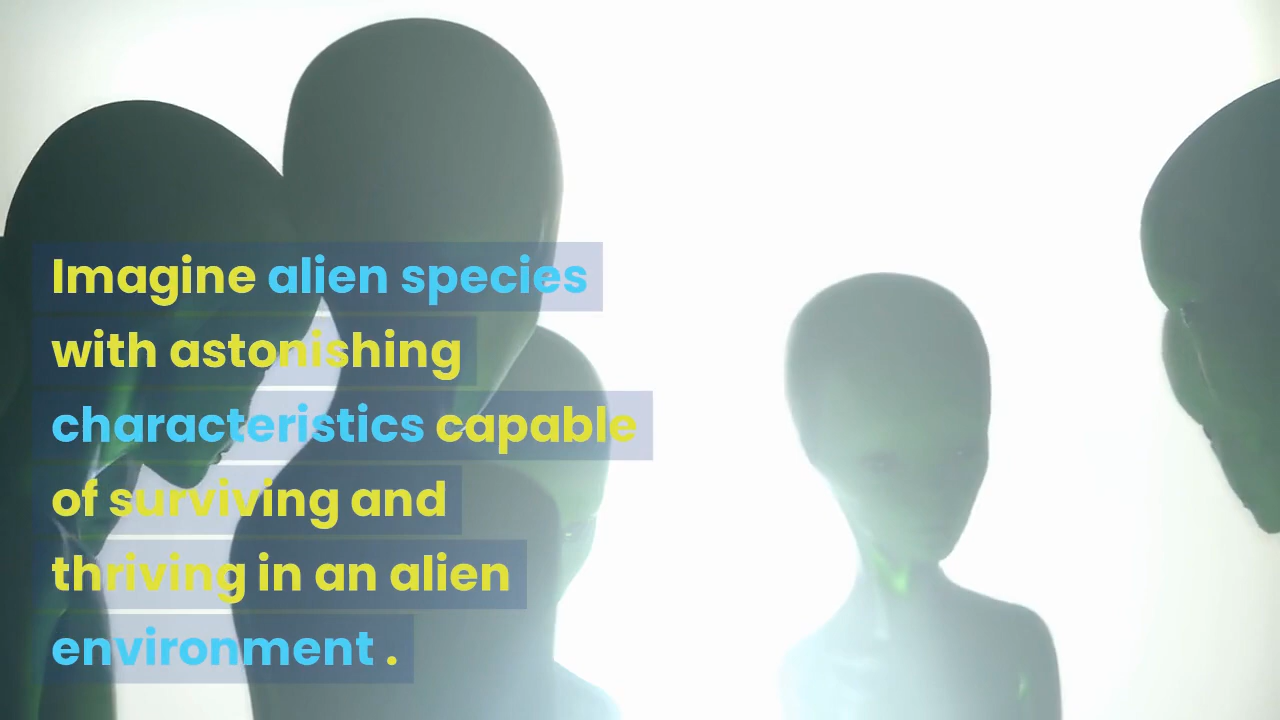 Imagine alien species
with astonishing
characteristics capable
of surviving and
thriving in an alien
environment .